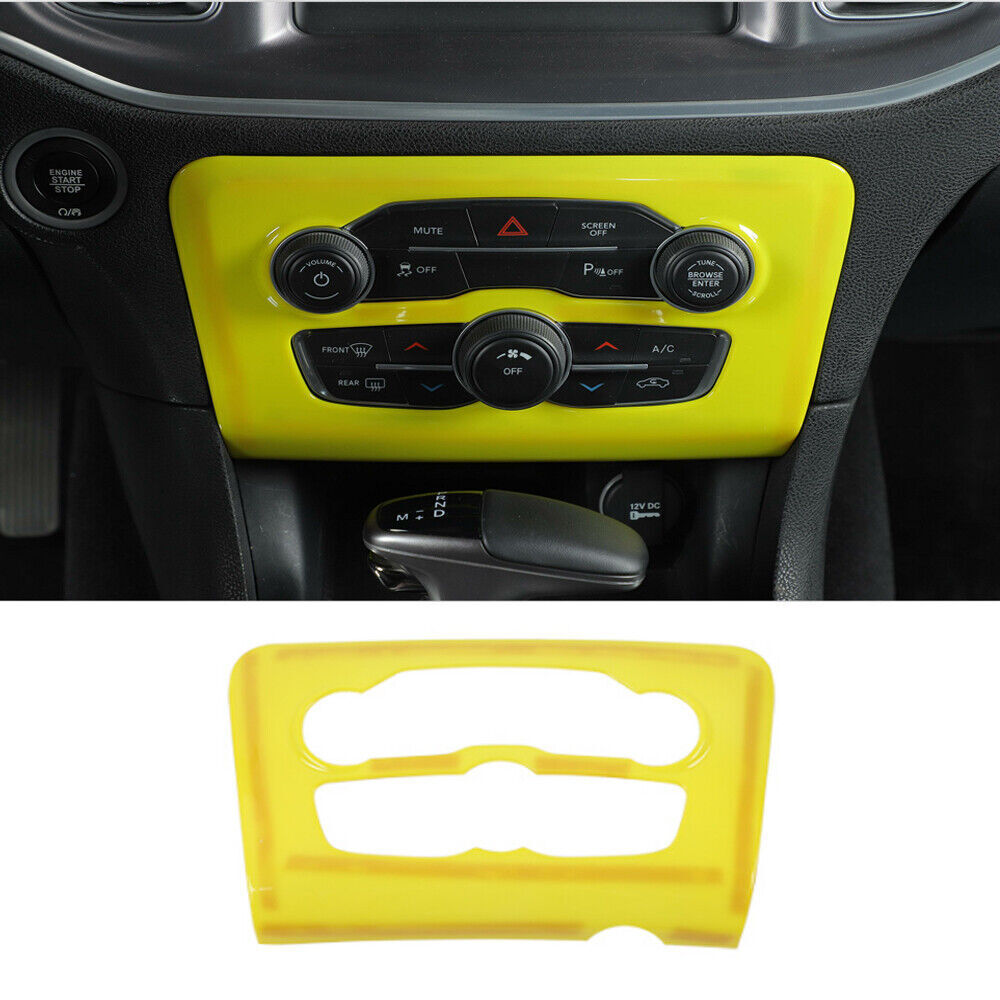 ENGINE
START
STOP
MUTE
SCREEN
OFF
VOLUME
OFF
P OFF
TUNE
BROWSE
ENTER
SCROLL
FRONT
A/C
REAR
OFF
R
N
M + D
-
12V DC